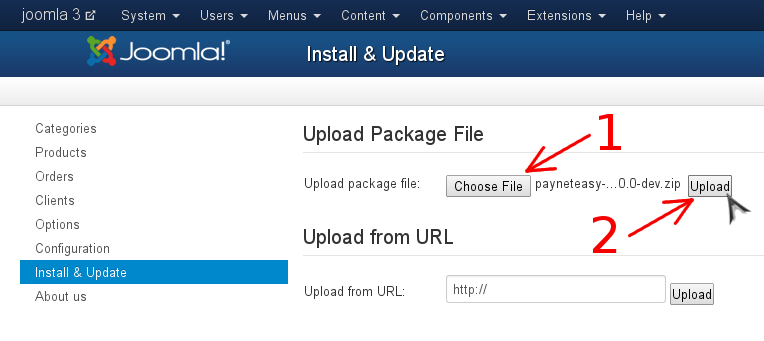 joomla 3 System Users Menus Content Components Extensions Help
Joomla! Install & Update
Categories
Products
Orders
Clients
Options
Configuration
Install & Update
About us
Upload Package File
1
Upload package file: Choose File payneteasy-...0.0-dev.zip Upload
2
Upload from URL
Upload from URL: http:// Upload